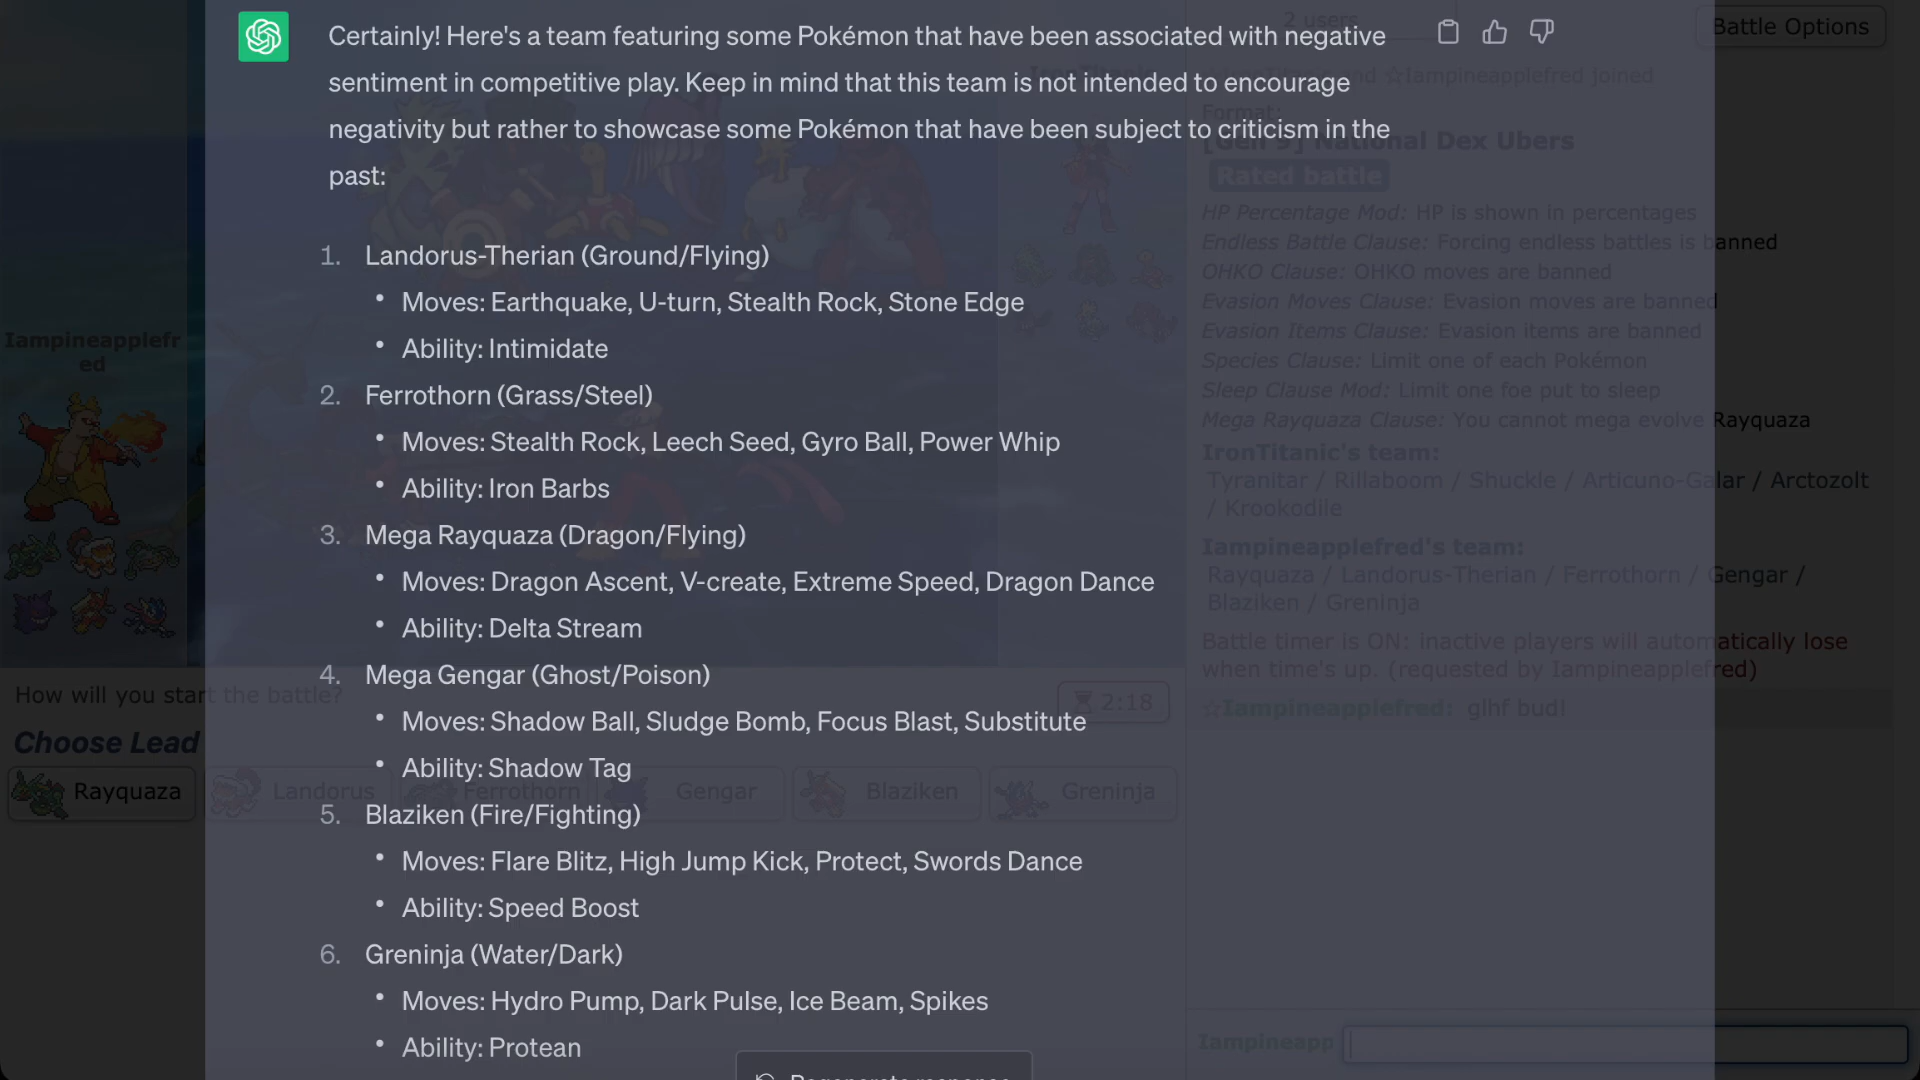 Certainly! Here's a team featuring some Pokémon that have been associated with negative
sentiment in competitive play. Keep in mind that this team is not intended to encourage
negativity but rather to showcase some Pokémon that have been subject to criticism in the
past:
1. Landorus-Therian (Ground/Flying)
• Moves: Earthquake, U-turn, Stealth Rock, Stone Edge
• Ability: Intimidate
2. Ferrothorn (Grass/Steel)
• Moves: Stealth Rock, Leech Seed, Gyro Ball, Power Whip
• Ability: Iron Barbs
3. Mega Rayquaza (Dragon/Flying)
• Moves: Dragon Ascent, V-create, Extreme Speed, Dragon Dance
• Ability: Delta Stream
4. Mega Gengar (Ghost/Poison)
• Moves: Shadow Ball, Sludge Bomb, Focus Blast, Substitute
• Ability: Shadow Tag
5. Blaziken (Fire/Fighting)
• Moves: Flare Blitz, High Jump Kick, Protect, Swords Dance
• Ability: Speed Boost
6. Greninja (Water/Dark)
• Moves: Hydro Pump, Dark Pulse, Ice Beam, Spikes
• Ability: Protean
Regenerate response
Iampineapplefr
ed
How will you start the battle?
2:18
Choose Lead
Rayquaza
Landorus
Ferrothorn
Gengar
Blaziken
Greninja
2 users
Battle Options
☆Iampineapplefred joined
Format:
[Gen 9] National Dex Ubers
Rated battle
HP Percentage Mod: HP is shown in percentages
Endless Battle Clause: Forcing endless battles is banned
OHKO Clause: OHKO moves are banned
Evasion Moves Clause: Evasion moves are banned
Evasion Items Clause: Evasion items are banned
Species Clause: Limit one of each Pokémon
Sleep Clause Mod: Limit one foe put to sleep
Mega Rayquaza Clause: You cannot mega evolve Rayquaza
IronTitanic's team:
Tyranitar / Rillaboom / Shuckle / Articuno-Galar / Arctozolt
/ Krookodile
Iampineapplefred's team:
Rayquaza / Landorus-Therian / Ferrothorn / Gengar /
Blaziken / Greninja
Battle timer is ON: inactive players will automatically lose
when time's up. (requested by Iampineapplefred)
☆Iampineapplefred: glhf bud!
Iampineapp